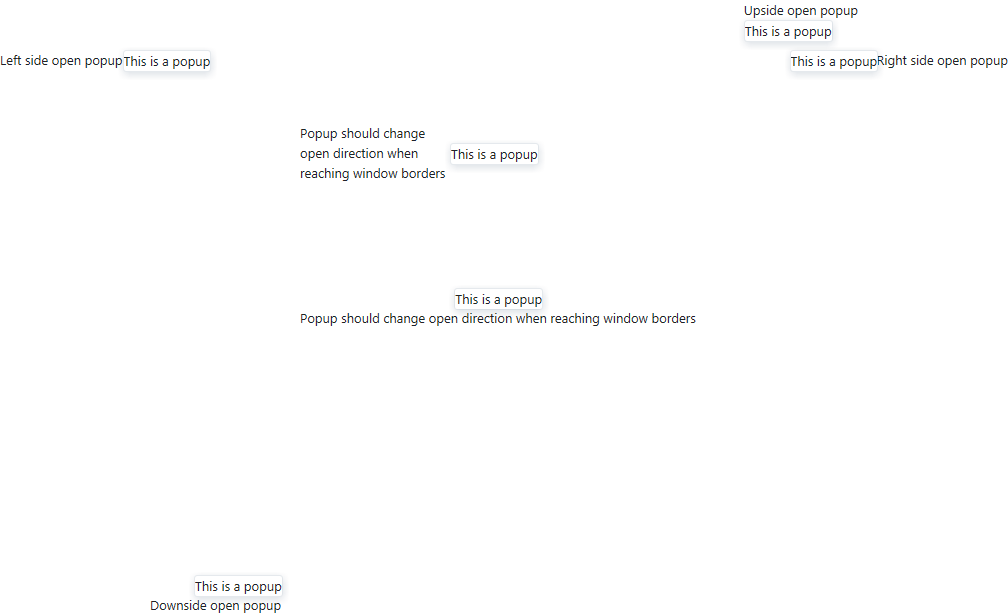 Upside open popup
This is a popup
Left side open popup
This is a popup
This is a popup
Right side open popup
Popup should change
open direction when
reaching window borders
This is a popup
This is a popup
Popup should change open direction when reaching window borders
This is a popup
Downside open popup